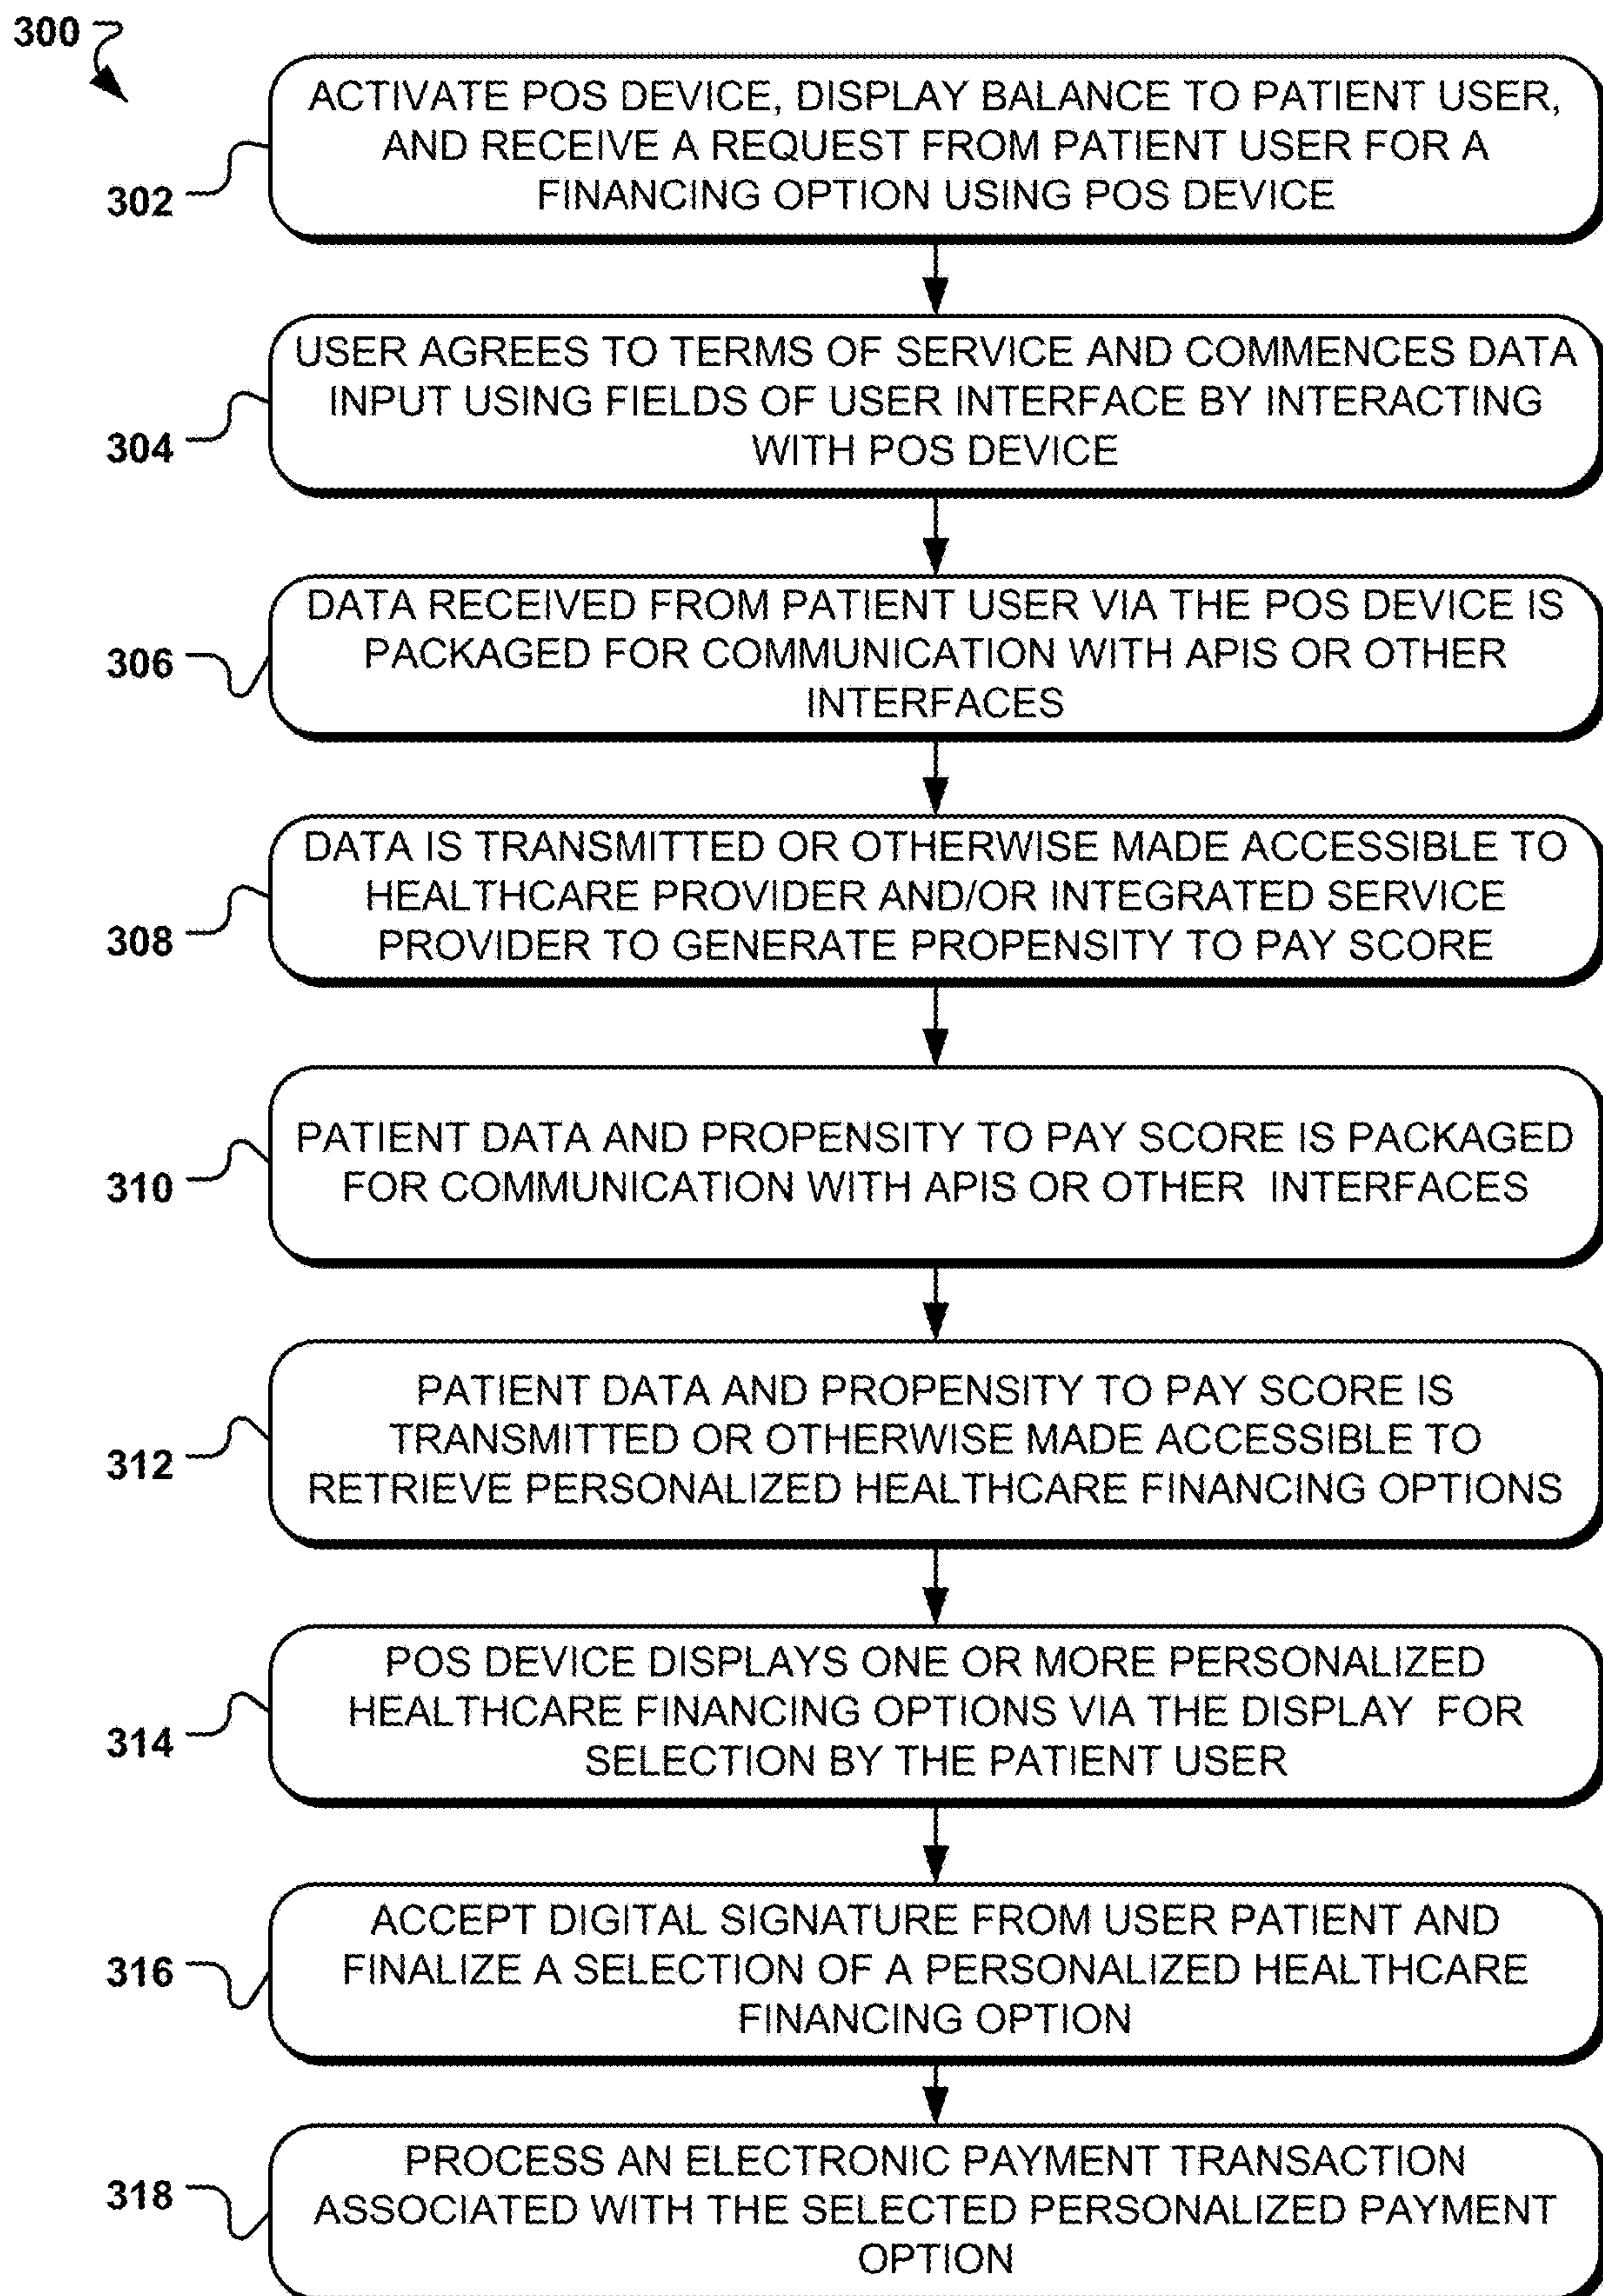 300
ACTIVATE POS DEVICE, DISPLAY BALANCE TO PATIENT USER,
AND RECEIVE A REQUEST FROM PATIENT USER FOR A
FINANCING OPTION USING POS DEVICE
302
USER AGREES TO TERMS OF SERVICE AND COMMENCES DATA
INPUT USING FIELDS OF USER INTERFACE BY INTERACTING
WITH POS DEVICE
304
DATA RECEIVED FROM PATIENT USER VIA THE POS DEVICE IS
PACKAGED FOR COMMUNICATION WITH APIS OR OTHER
INTERFACES
306
DATA IS TRANSMITTED OR OTHERWISE MADE ACCESSIBLE TO
HEALTHCARE PROVIDER AND/OR INTEGRATED SERVICE
PROVIDER TO GENERATE PROPENSITY TO PAY SCORE
308
PATIENT DATA AND PROPENSITY TO PAY SCORE IS PACKAGED
FOR COMMUNICATION WITH APIS OR OTHER INTERFACES
310
PATIENT DATA AND PROPENSITY TO PAY SCORE IS
TRANSMITTED OR OTHERWISE MADE ACCESSIBLE TO
RETRIEVE PERSONALIZED HEALTHCARE FINANCING OPTIONS
312
POS DEVICE DISPLAYS ONE OR MORE PERSONALIZED
HEALTHCARE FINANCING OPTIONS VIA THE DISPLAY FOR
SELECTION BY THE PATIENT USER
314
ACCEPT DIGITAL SIGNATURE FROM USER PATIENT AND
FINALIZE A SELECTION OF A PERSONALIZED HEALTHCARE
FINANCING OPTION
316
PROCESS AN ELECTRONIC PAYMENT TRANSACTION
ASSOCIATED WITH THE SELECTED PERSONALIZED PAYMENT
OPTION
318